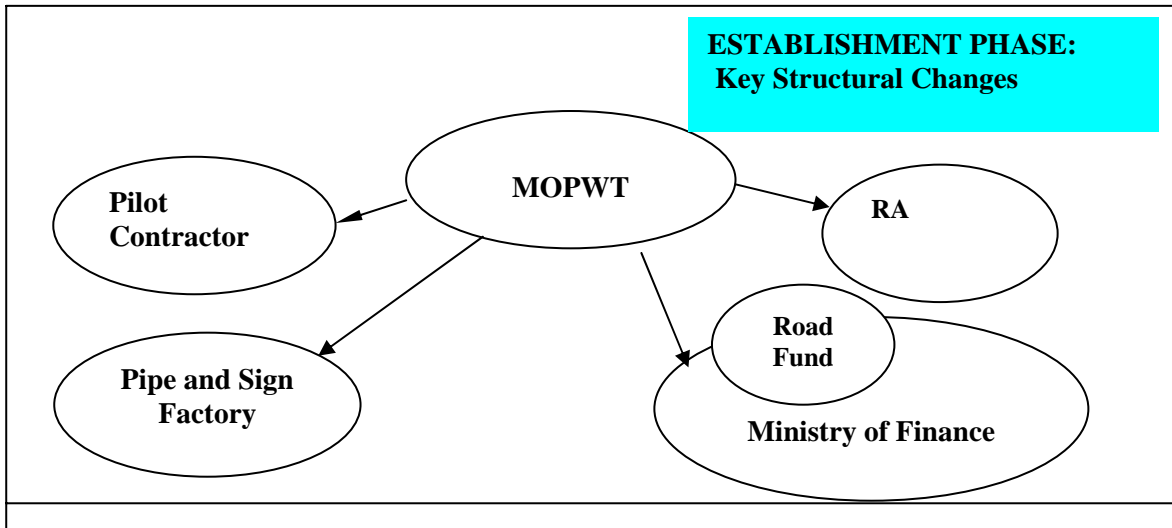 ESTABLISHMENT PHASE:
Key Structural Changes
MOPWT
Pilot
Contractor
RA
Road
Fund
Pipe and Sign
Factory
Ministry of Finance